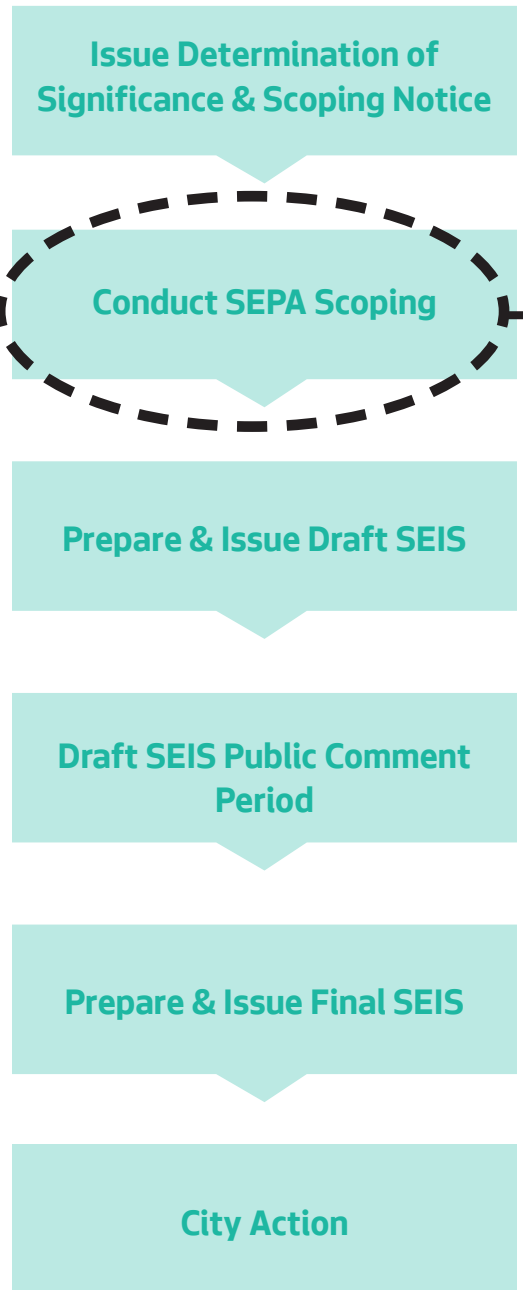 Issue Determination of
Significance & Scoping Notice
Conduct SEPA Scoping
Prepare & Issue Draft SEIS
Draft SEIS Public Comment
Period
Prepare & Issue Final SEIS
City Action